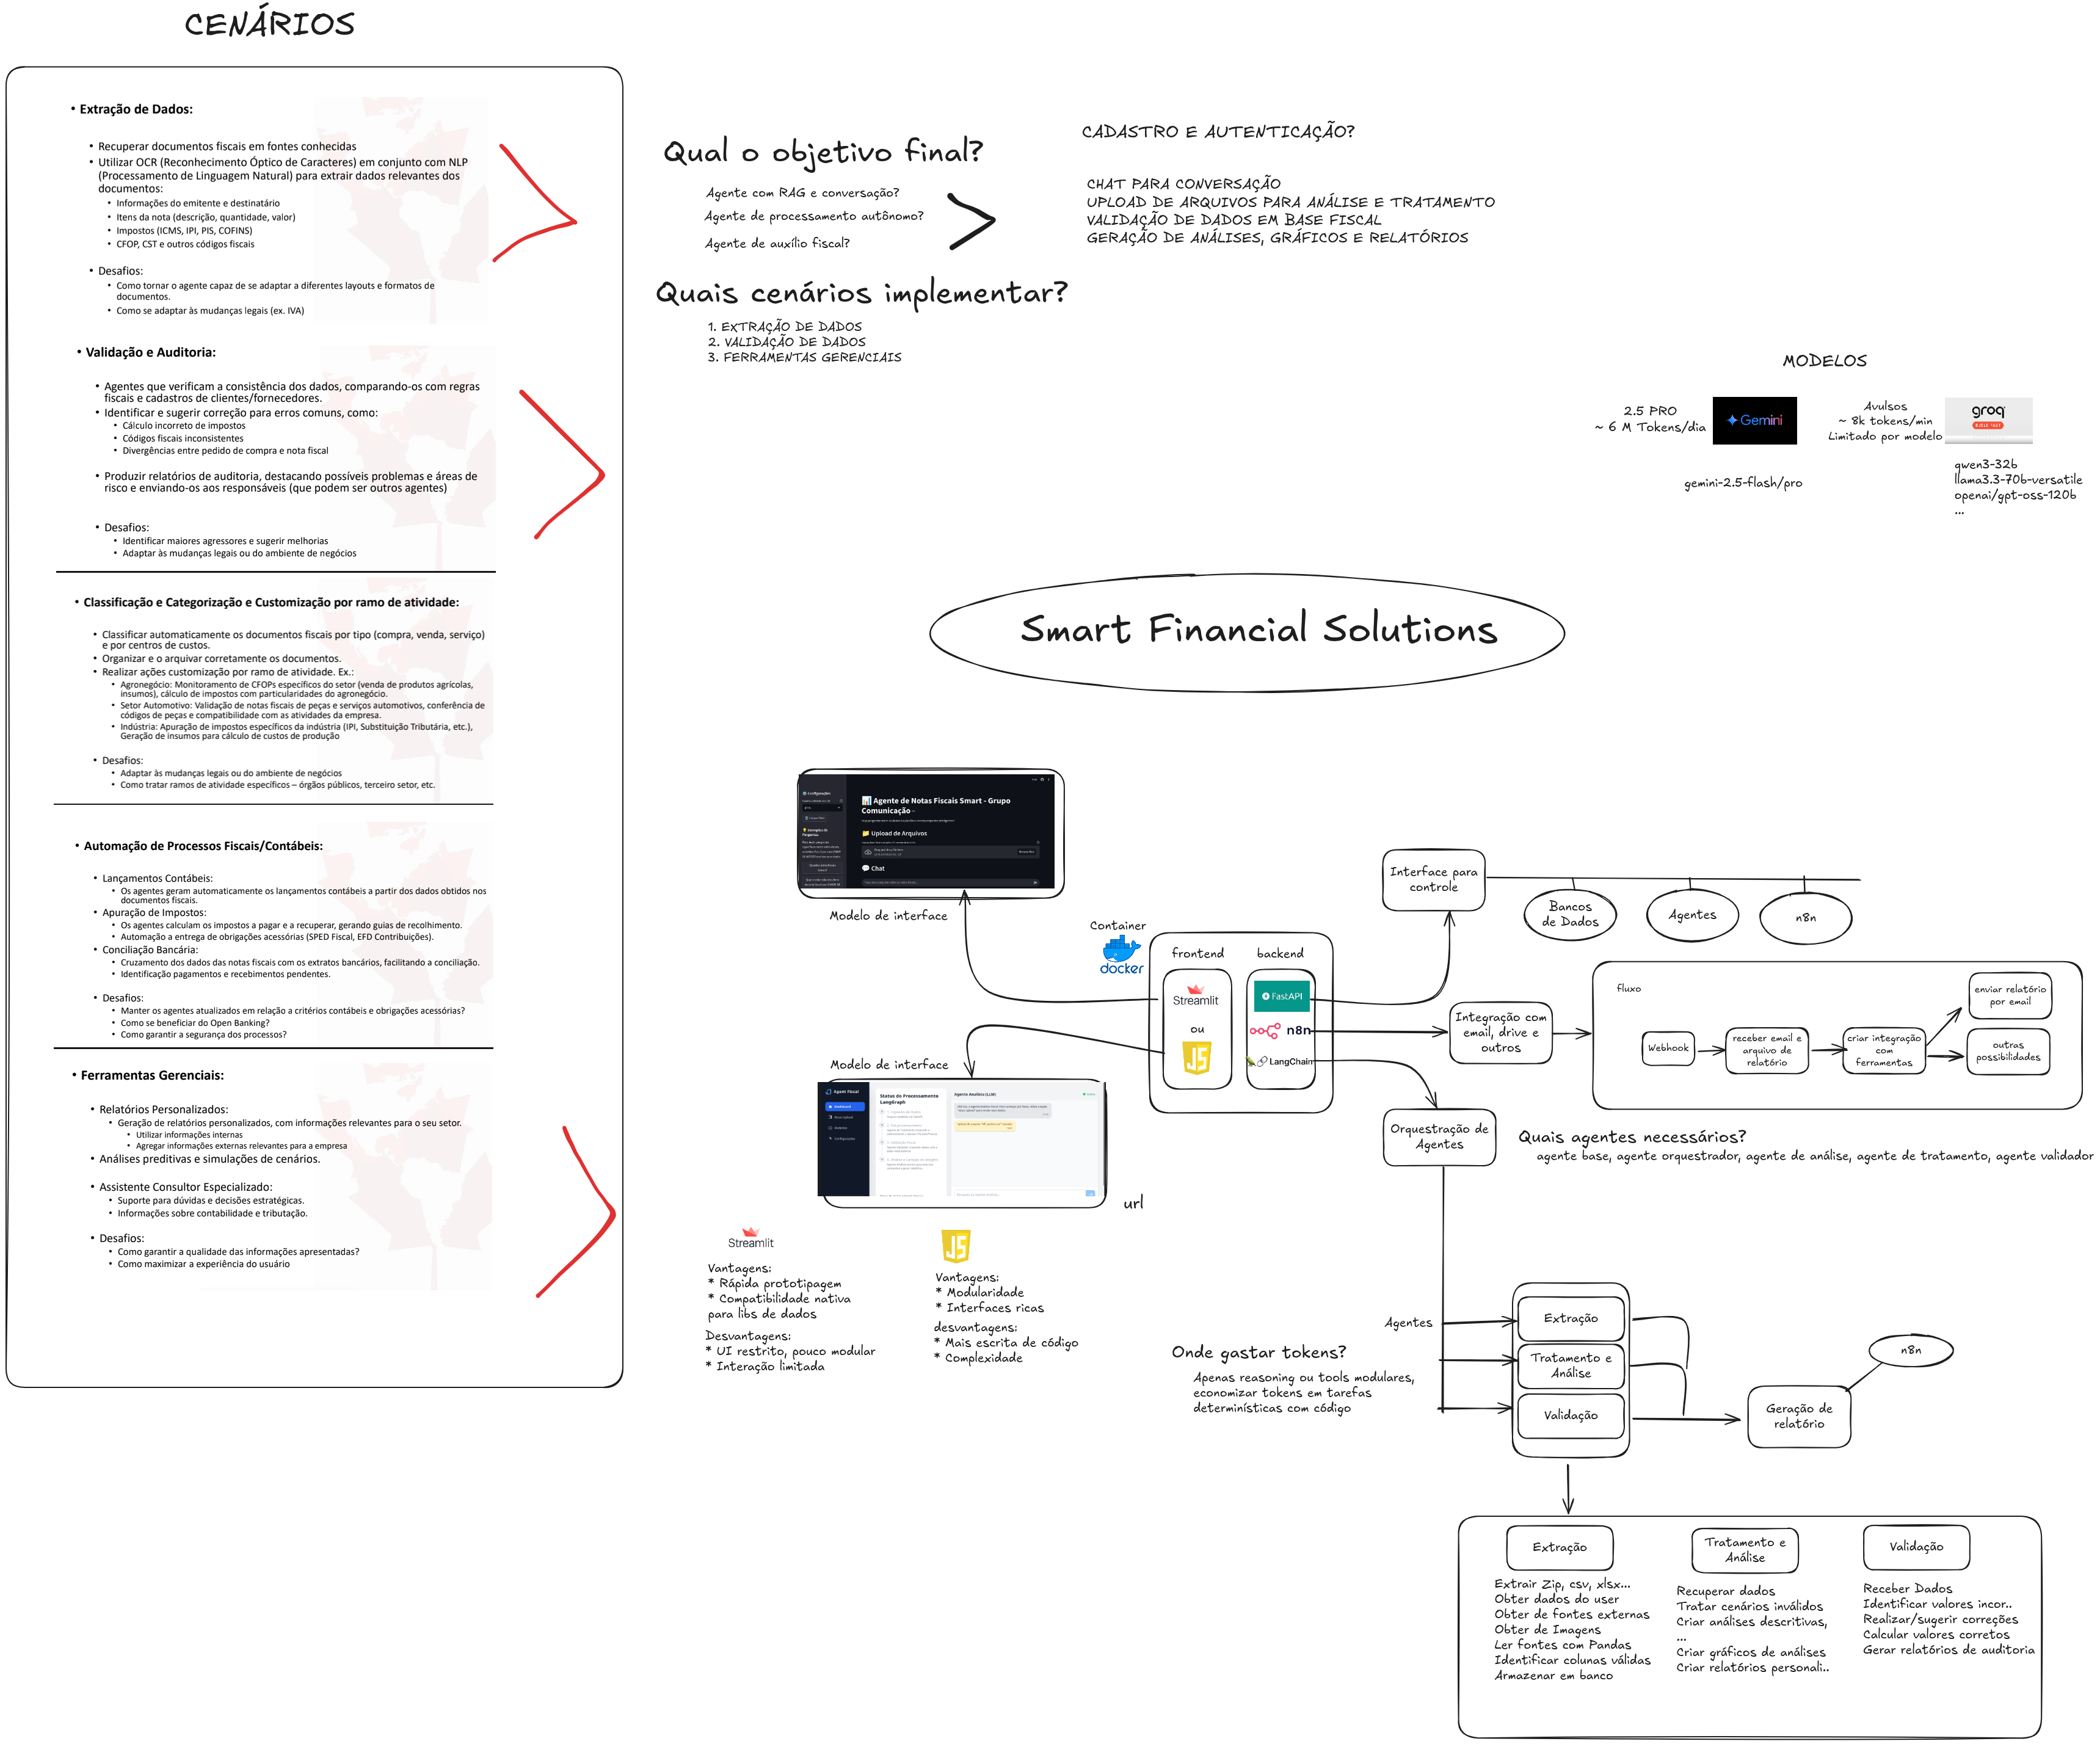 CENÁRIOS
• Extração de Dados:
• Recuperar documentos fiscais em fontes conhecidas
• Utilizar OCR (Reconhecimento Óptico de Caracteres) em conjunto com NLP
(Processamento de Linguagem Natural) para extrair dados relevantes dos
documentos:
• Informações do emitente e destinatário
• Itens da nota (descrição, quantidade, valor)
• Impostos (ICMS, IPI, PIS, COFINS)
• CFOP, CST e outros códigos fiscais
• Desafios:
• Como tornar o agente capaz de se adaptar a diferentes layouts e formatos de
documentos.
• Como se adaptar às mudanças legais (ex. IVA)
• Validação e Auditoria:
• Agentes que verificam a consistência dos dados, comparando-os com regras
fiscais e cadastros de clientes/fornecedores.
• Identificar e sugerir correção para erros comuns, como:
• Cálculo incorreto de impostos
• Códigos fiscais inconsistentes
• Divergências entre pedido de compra e nota fiscal
• Produzir relatórios de auditoria, destacando possíveis problemas e áreas de
risco e enviando-os aos responsáveis (que podem ser outros agentes)
• Desafios:
• Identificar maiores agressores e sugerir melhorias
• Adaptar às mudanças legais ou do ambiente de negócios
• Classificação e Categorização e Customização por ramo de atividade:
• Classificar automaticamente os documentos fiscais por tipo (compra, venda, serviço)
e por centros de custos.
• Organizar e o arquivar corretamente os documentos.
• Realizar ações customização por ramo de atividade. Ex.:
• Agronegócio: Monitoramento de CFOPs específicos do setor (venda de produtos agrícolas,
insumos), cálculo de impostos com particularidades do agronegócio.
• Setor Automotivo: Validação de notas fiscais de peças e serviços automotivos, conferência de
códigos de peças e compatibilidade com as atividades da empresa.
• Indústria: Apuração de impostos específicos da indústria (IPI, Substituição Tributária, etc.),
Geração de insumos para cálculo de custos de produção
• Desafios:
• Adaptar às mudanças legais ou do ambiente de negócios
• Como tratar ramos de atividade específicos – órgãos públicos, terceiro setor, etc.
• Automação de Processos Fiscais/Contábeis:
• Lançamentos Contábeis:
• Os agentes geram automaticamente os lançamentos contábeis a partir dos dados obtidos nos
documentos fiscais.
• Apuração de Impostos:
• Os agentes calculam os impostos a pagar e a recuperar, gerando guias de recolhimento.
• Automação a entrega de obrigações acessórias (SPED Fiscal, EFD Contribuições).
• Conciliação Bancária:
• Cruzamento dos dados das notas fiscais com os extratos bancários, facilitando a conciliação.
• Identificação pagamentos e recebimentos pendentes.
• Desafios:
• Manter os agentes atualizados em relação a critérios contábeis e obrigações acessórias?
• Como se beneficiar do Open Banking?
• Como garantir a segurança dos processos?
• Ferramentas Gerenciais:
• Relatórios Personalizados:
• Geração de relatórios personalizados, com informações relevantes para o seu setor.
• Utilizar informações internas
• Agregar informações externas relevantes para a empresa
• Análises preditivas e simulações de cenários.
• Assistente Consultor Especializado:
• Suporte para dúvidas e decisões estratégicas.
• Informações sobre contabilidade e tributação.
• Desafios:
• Como garantir a qualidade das informações apresentadas?
• Como maximizar a experiência do usuário
Qual o objetivo final?
Agente com RAG e conversação?
Agente de processamento autônomo?
Agente de auxílio fiscal?
CADASTRO E AUTENTICAÇÃO?
CHAT PARA CONVERSAÇÃO
UPLOAD DE ARQUIVOS PARA ANÁLISE E TRATAMENTO
VALIDAÇÃO DE DADOS EM BASE FISCAL
GERAÇÃO DE ANÁLISES, GRÁFICOS E RELATÓRIOS
Quais cenários implementar?
1. EXTRAÇÃO DE DADOS
2. VALIDAÇÃO DE DADOS
3. FERRAMENTAS GERENCIAIS
MODELOS
2.5 PRO
~ 6 M Tokens/dia
Gemini
gemini-2.5-flash/pro
Avulsos
~ 8k tokens/min
Limitado por modelo
groq
BUILD FAST
qwen3-32b
llama3.3-70b-versatile
openai/gpt-oss-120b
...
Smart Financial Solutions
Configurações
Agente de Notas Fiscais Smart - Grupo
Comunicação -
Upload de Arquivos
Chat
Modelo de interface
Container
docker
frontend
Streamlit
ou
JS
backend
FastAPI
n8n
LangChain
Interface para
controle
Bancos
de Dados
Agentes
n8n
Integração com
email, drive e
outros
fluxo
Webhook
receber email e
arquivo de
relatório
criar integração
com
ferramentas
enviar relatório
por email
outras
possibilidades
Modelo de interface
Agent Fiscal
Dashboard
Status do Processamento
LangGraph
Agente Analítico (LLM)
url
Orquestração de
Agentes
Quais agentes necessários?
agente base, agente orquestrador, agente de análise, agente de tratamento, agente validador
Streamlit
Vantagens:
* Rápida prototipagem
* Compatibilidade nativa
para libs de dados
Desvantagens:
* UI restrito, pouco modular
* Interação limitada
JS
Vantagens:
* Modularidade
* Interfaces ricas
desvantagens:
* Mais escrita de código
* Complexidade
Onde gastar tokens?
Apenas reasoning ou tools modulares,
economizar tokens em tarefas
determinísticas com código
Agentes
Extração
Tratamento e
Análise
Validação
Geração de
relatório
n8n
Extração
Extrair Zip, csv, xlsx...
Obter dados do user
Obter de fontes externas
Obter de Imagens
Ler fontes com Pandas
Identificar colunas válidas
Armazenar em banco
Tratamento e
Análise
Recuperar dados
Tratar cenários inválidos
Criar análises descritivas,
...
Criar gráficos de análises
Criar relatórios personali..
Validação
Receber Dados
Identificar valores incor..
Realizar/sugerir correções
Calcular valores corretos
Gerar relatórios de auditoria